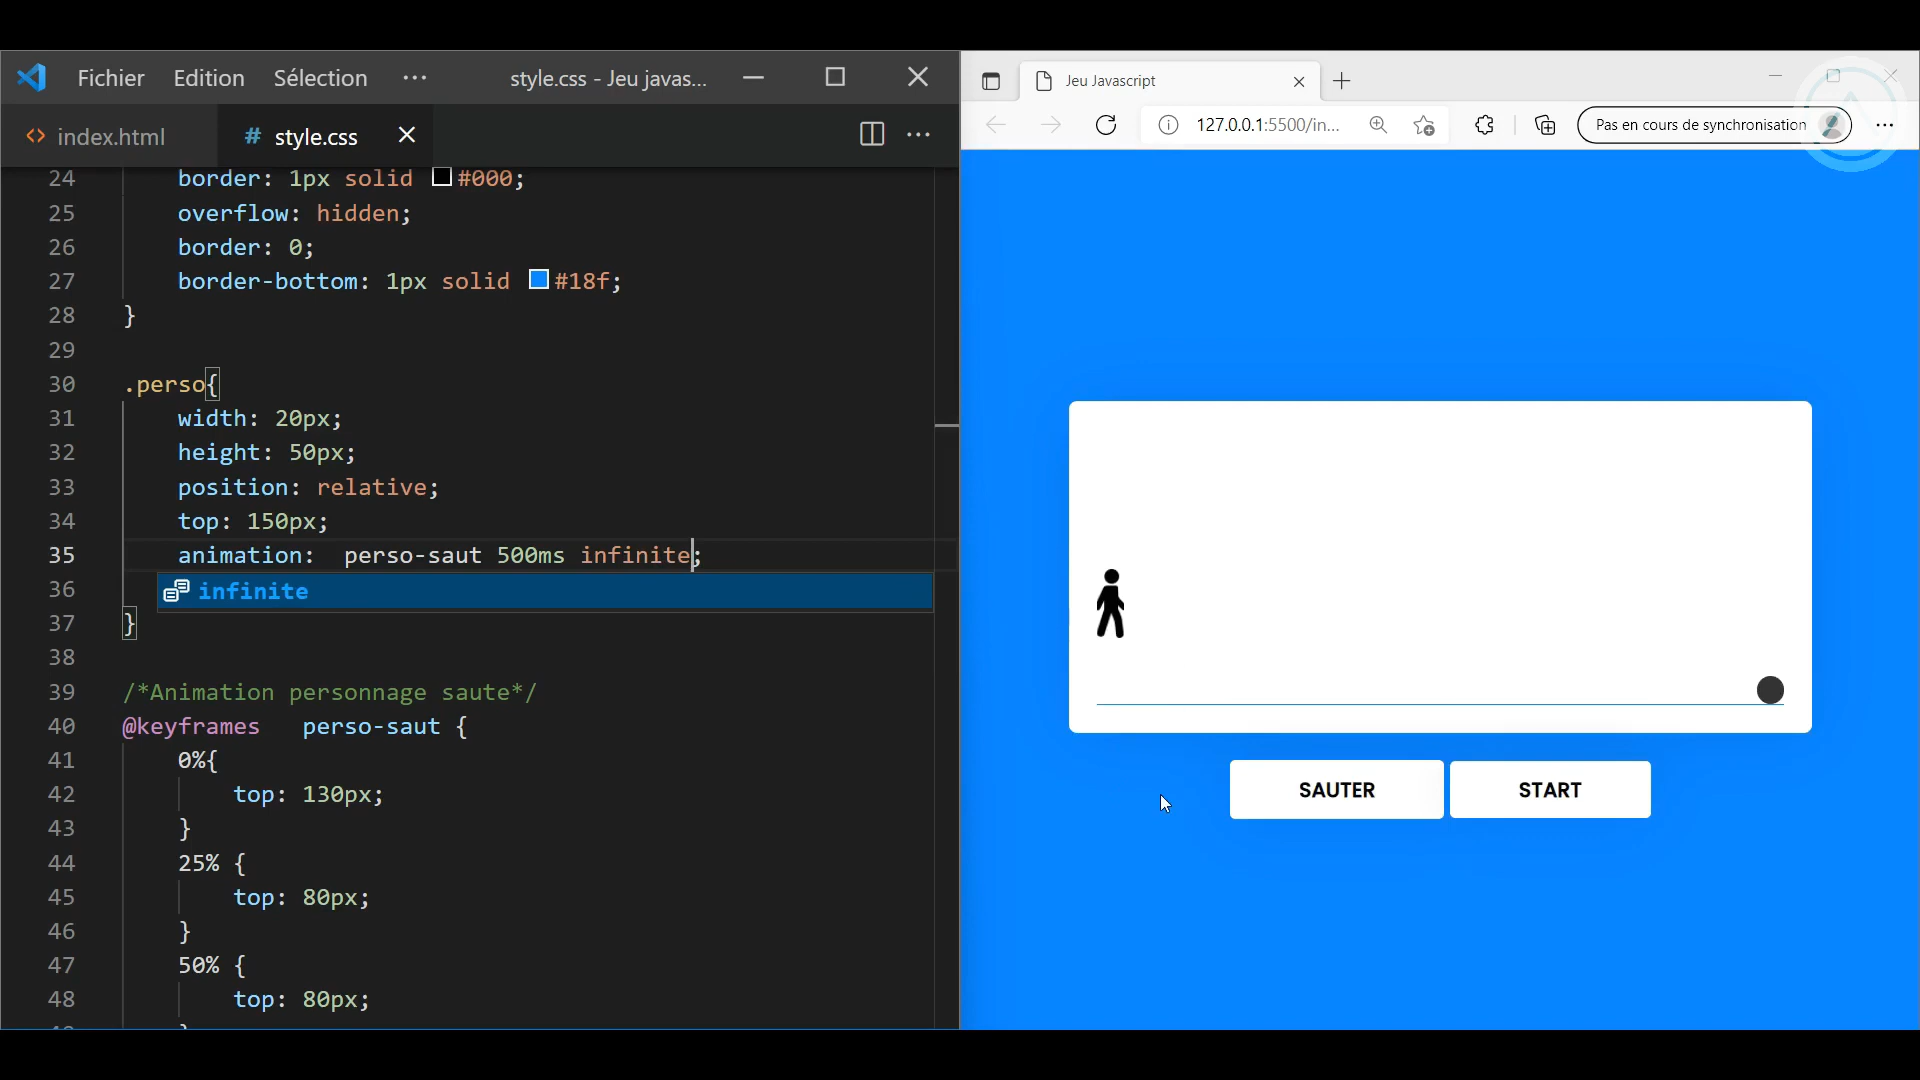 Fichier Edition Sélection ··· style.css - Jeu javas...
index.html # style.css
24 border: 1px solid #000;
25 overflow: hidden;
26 border: 0;
27 border-bottom: 1px solid #18f;
28 }
29
30 .perso{
31 width: 20px;
32 height: 50px;
33 position: relative;
34 top: 150px;
35 animation:  perso-saut 500ms infinite;
36 infinite
37 }
38
39 /*Animation personnage saute*/
40 @keyframes   perso-saut {
41 0%{
42 top: 130px;
43 }
44 25% {
45 top: 80px;
46 }
47 50% {
48 top: 80px;
Jeu Javascript
127.0.0.1:5500/in... Pas en cours de synchronisation
SAUTER START